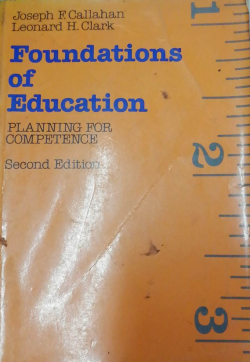 Joseph F. Callahan
Leonard H. Clark
Foundations
of
Education
PLANNING FOR
COMPETENCE
Second Edition
1
2
3